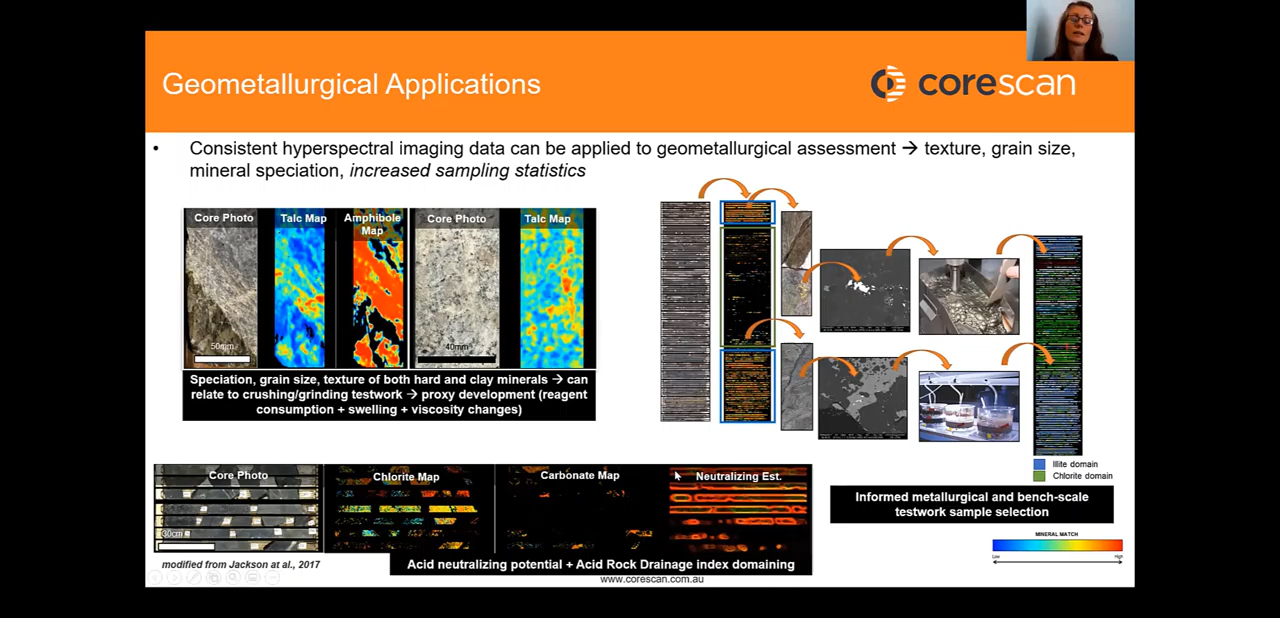 Geometallurgical Applications
corescan
• Consistent hyperspectral imaging data can be applied to geometallurgical assessment → texture, grain size,
mineral speciation, increased sampling statistics
Core Photo
Talc Map
Amphibole
Map
Core Photo
Talc Map
50mm
40mm
Speciation, grain size, texture of both hard and clay minerals → can
relate to crushing/grinding testwork → proxy development (reagent
consumption + swelling + viscosity changes)
Illite domain
Chlorite domain
Informed metallurgical and bench-scale
testwork sample selection
Core Photo
Chlorite Map
Carbonate Map
Neutralizing Est.
30cm
MINERAL MATCH
Low
High
modified from Jackson at al., 2017
Acid neutralizing potential + Acid Rock Drainage index domaining
www.corescan.com.au